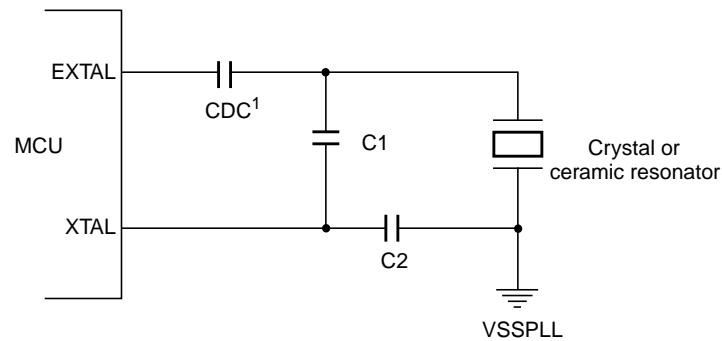 EXTAL
CDC¹
MCU
C1
Crystal or
ceramic resonator
XTAL
C2
VSSPLL